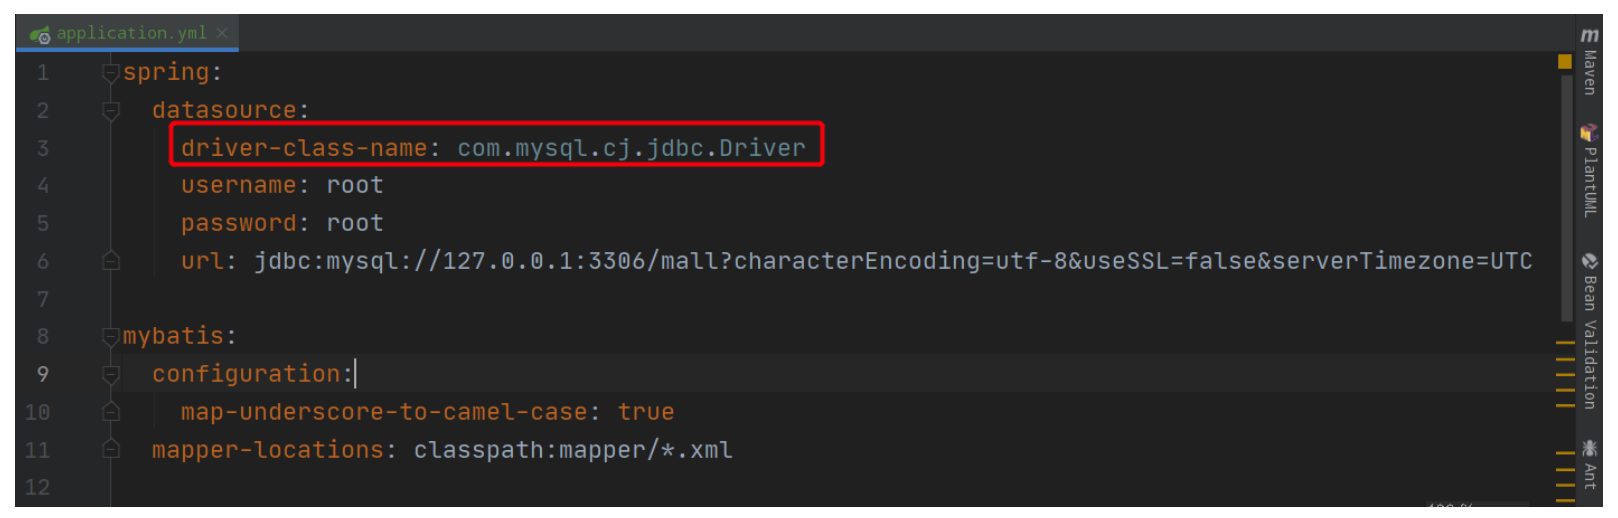 application.yml
1 spring:
2 datasource:
3 driver-class-name: com.mysql.cj.jdbc.Driver
4 username: root
5 password: root
6 url: jdbc:mysql://127.0.0.1:3306/mall?characterEncoding=utf-8&useSSL=false&serverTimezone=UTC
7
8 mybatis:
9 configuration:
10 map-underscore-to-camel-case: true
11 mapper-locations: classpath:mapper/*.xml
12
m Maven
PlantUML
Bean Validation
Ant